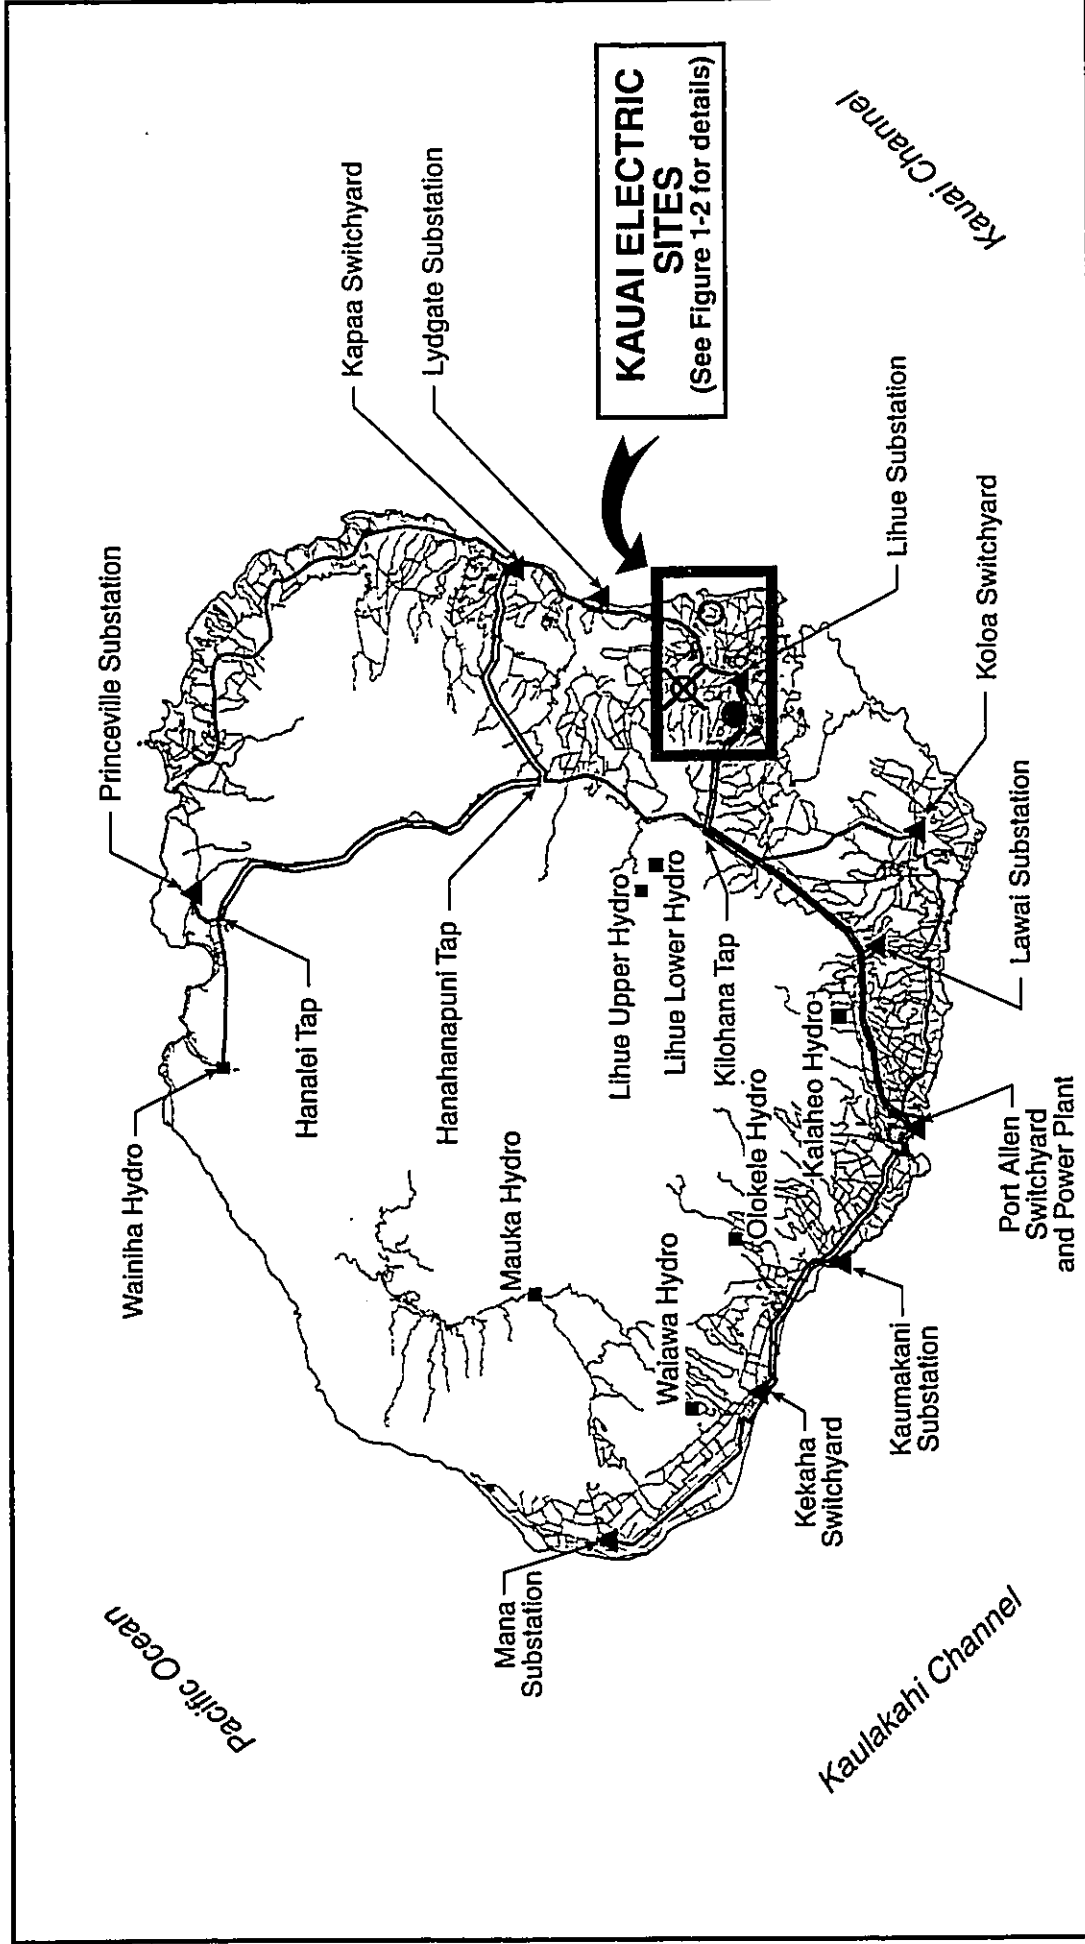 Pacific Ocean
Wainiha Hydro
Princeville Substation
Hanalei Tap
Kapaa Switchyard
Lydgate Substation
Hanahanapuni Tap
Mauka Hydro
KAUAI ELECTRIC
SITES
(See Figure 1-2 for details)
Lihue Upper Hydro
Lihue Lower Hydro
Kilohana Tap
Mana
Substation
Waiawa Hydro
Olokele Hydro
Kalaheo Hydro
Lihue Substation
Koloa Switchyard
Lawai Substation
Kekaha
Switchyard
Kaumakani
Substation
Port Allen
Switchyard
and Power Plant
Kaulakahi Channel
Kauai Channel